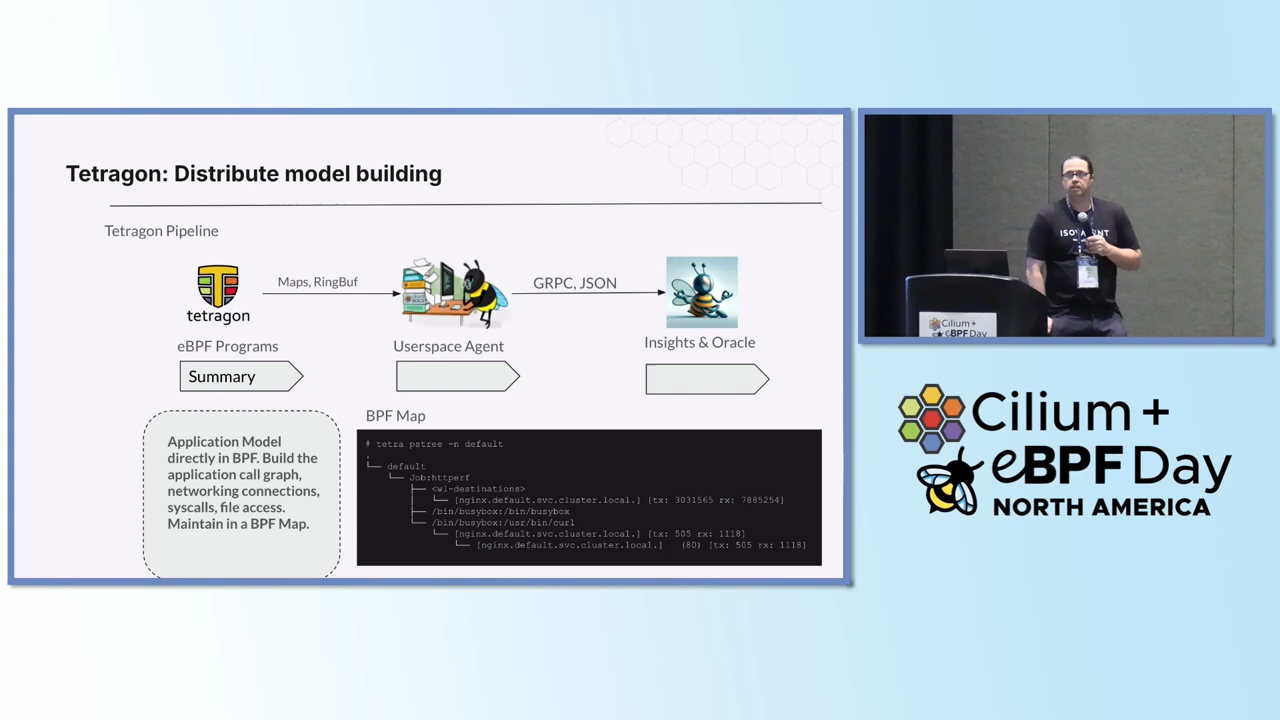 Tetragon: Distribute model building
Tetragon Pipeline
Maps, RingBuf
GRPC, JSON
tetragon
eBPF Programs
Userspace Agent
Insights & Oracle
Summary
Application Model
directly in BPF. Build the
application call graph,
networking connections,
syscalls, file access.
Maintain in a BPF Map.
BPF Map
# tetra pstree -n default
.
└── default
└── Job:httperf
├── <wl-destinations>
│ └── [nginx.default.svc.cluster.local.] [tx: 3031565 rx: 7885254]
├── /bin/busybox:/bin/busybox
└── /bin/busybox:/usr/bin/curl
└── [nginx.default.svc.cluster.local.] [tx: 505 rx: 1118]
└── [nginx.default.svc.cluster.local.] (80) [tx: 505 rx: 1118]
ISOVALENT
Cilium +
eBPF Day
Cilium +
eBPF Day
NORTH AMERICA